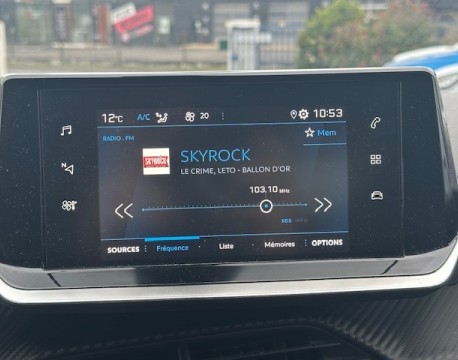 12°C A/C 20 10:53
RADIO . FM
Mem
SKYROCK
SKYROCK
LE CRIME, LETO - BALLON D'OR
103,10 MHz
RDS
SOURCES Fréquence Liste Mémoires OPTIONS
N